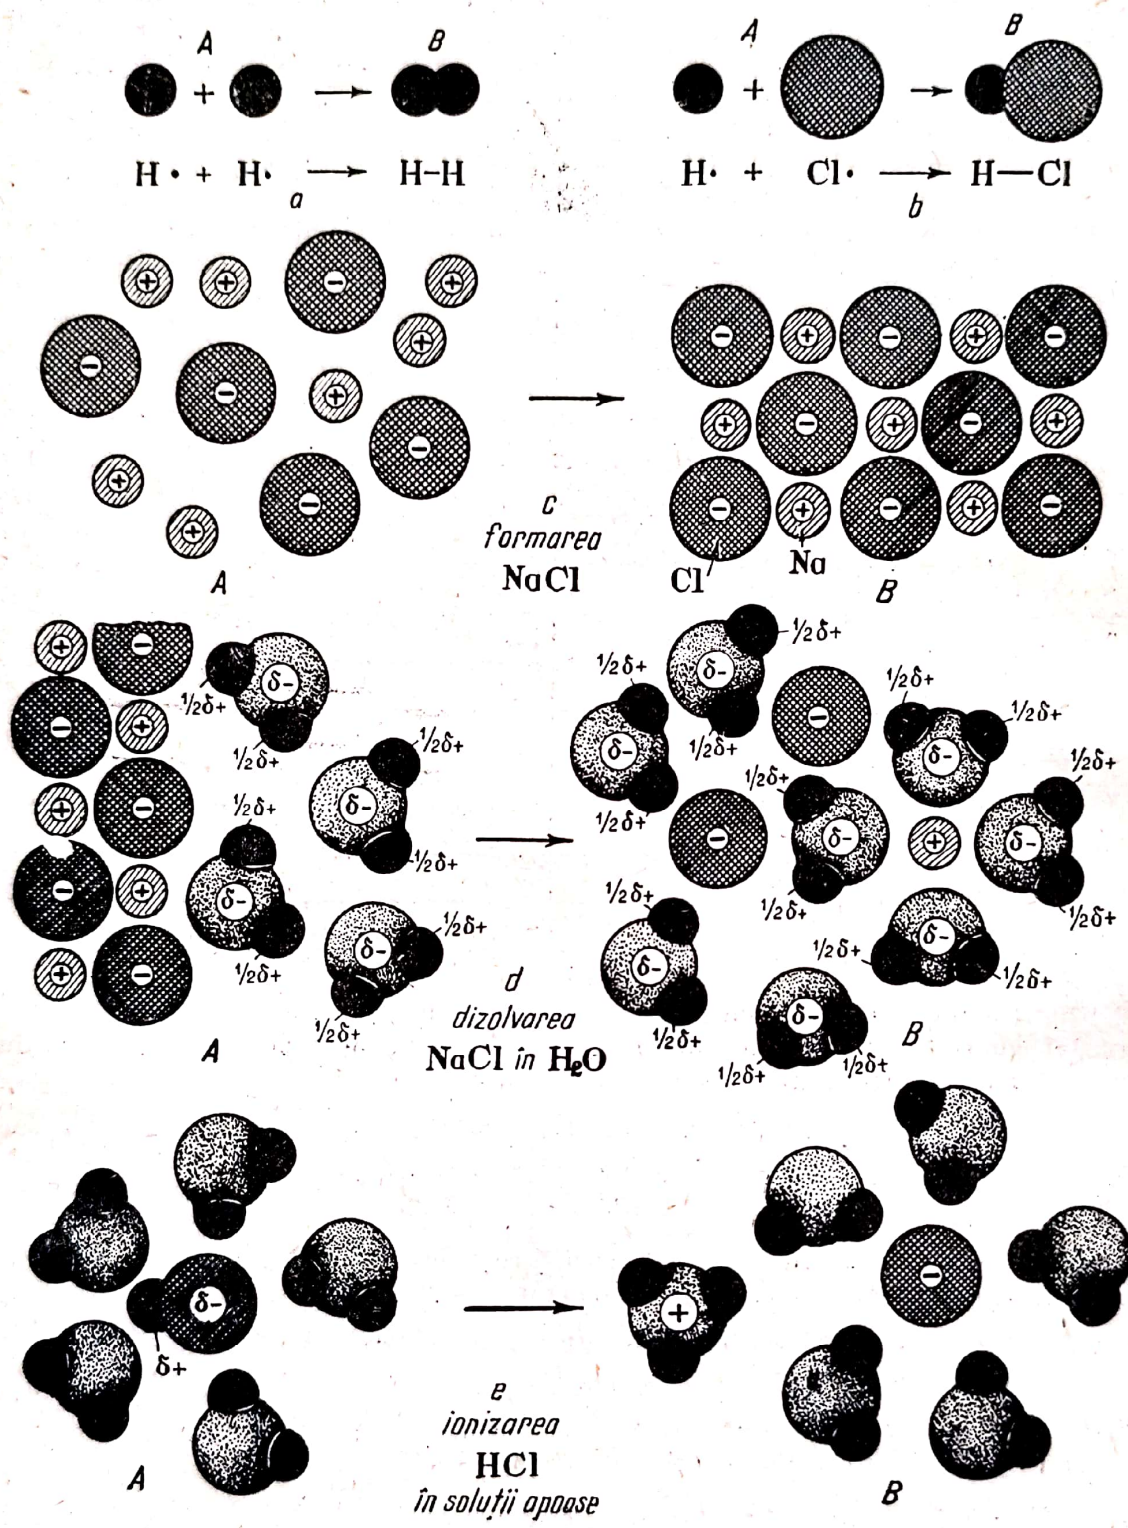 A B
+ →
H· + H· → H-H
a
A B
+ →
H· + Cl· → H—Cl
b
+ + − +
− − + +
+ − −
+
A
→
c
formarea
NaCl
− + − + −
+ − + − +
− + − + −
Cl Na
B
+ − δ- ½δ+ ½δ+
− + δ- ½δ+ ½δ+
+ − δ- ½δ+ ½δ+
− + δ- ½δ+ ½δ+
+ −
A
→
d
dizolvarea
NaCl în H₂O
δ- ½δ+ ½δ+
δ- ½δ+ ½δ+
−
δ- ½δ+ ½δ+
−
δ- ½δ+ ½δ+
+
δ- ½δ+ ½δ+
δ- ½δ+ ½δ+
δ- ½δ+ ½δ+
δ- ½δ+ ½δ+
B
δ-
δ+
A
→
e
ionizarea
HCl
în soluții apoase
+
−
B